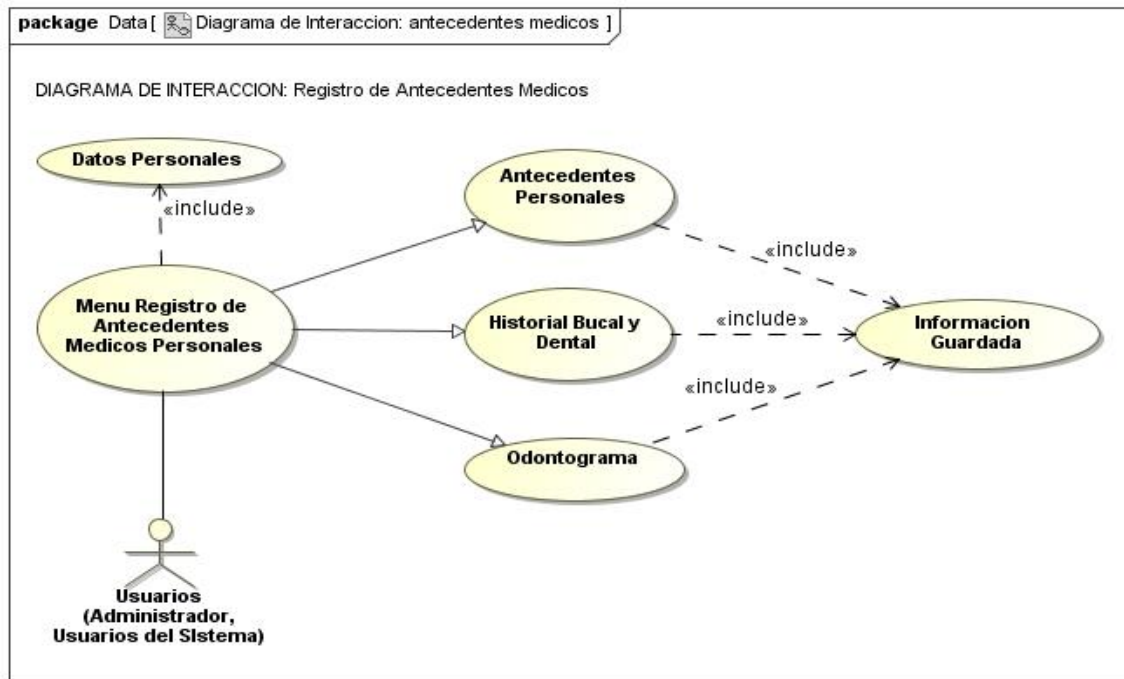 package Data [ Diagrama de Interaccion: antecedentes medicos ]
DIAGRAMA DE INTERACCION: Registro de Antecedentes Medicos
Datos Personales
«include»
Antecedentes
Personales
«include»
Menu Registro de
Antecedentes
Medicos Personales
Historial Bucal y
Dental
«include»
Informacion
Guardada
«include»
Odontograma
Usuarios
(Administrador,
Usuarios del SIstema)